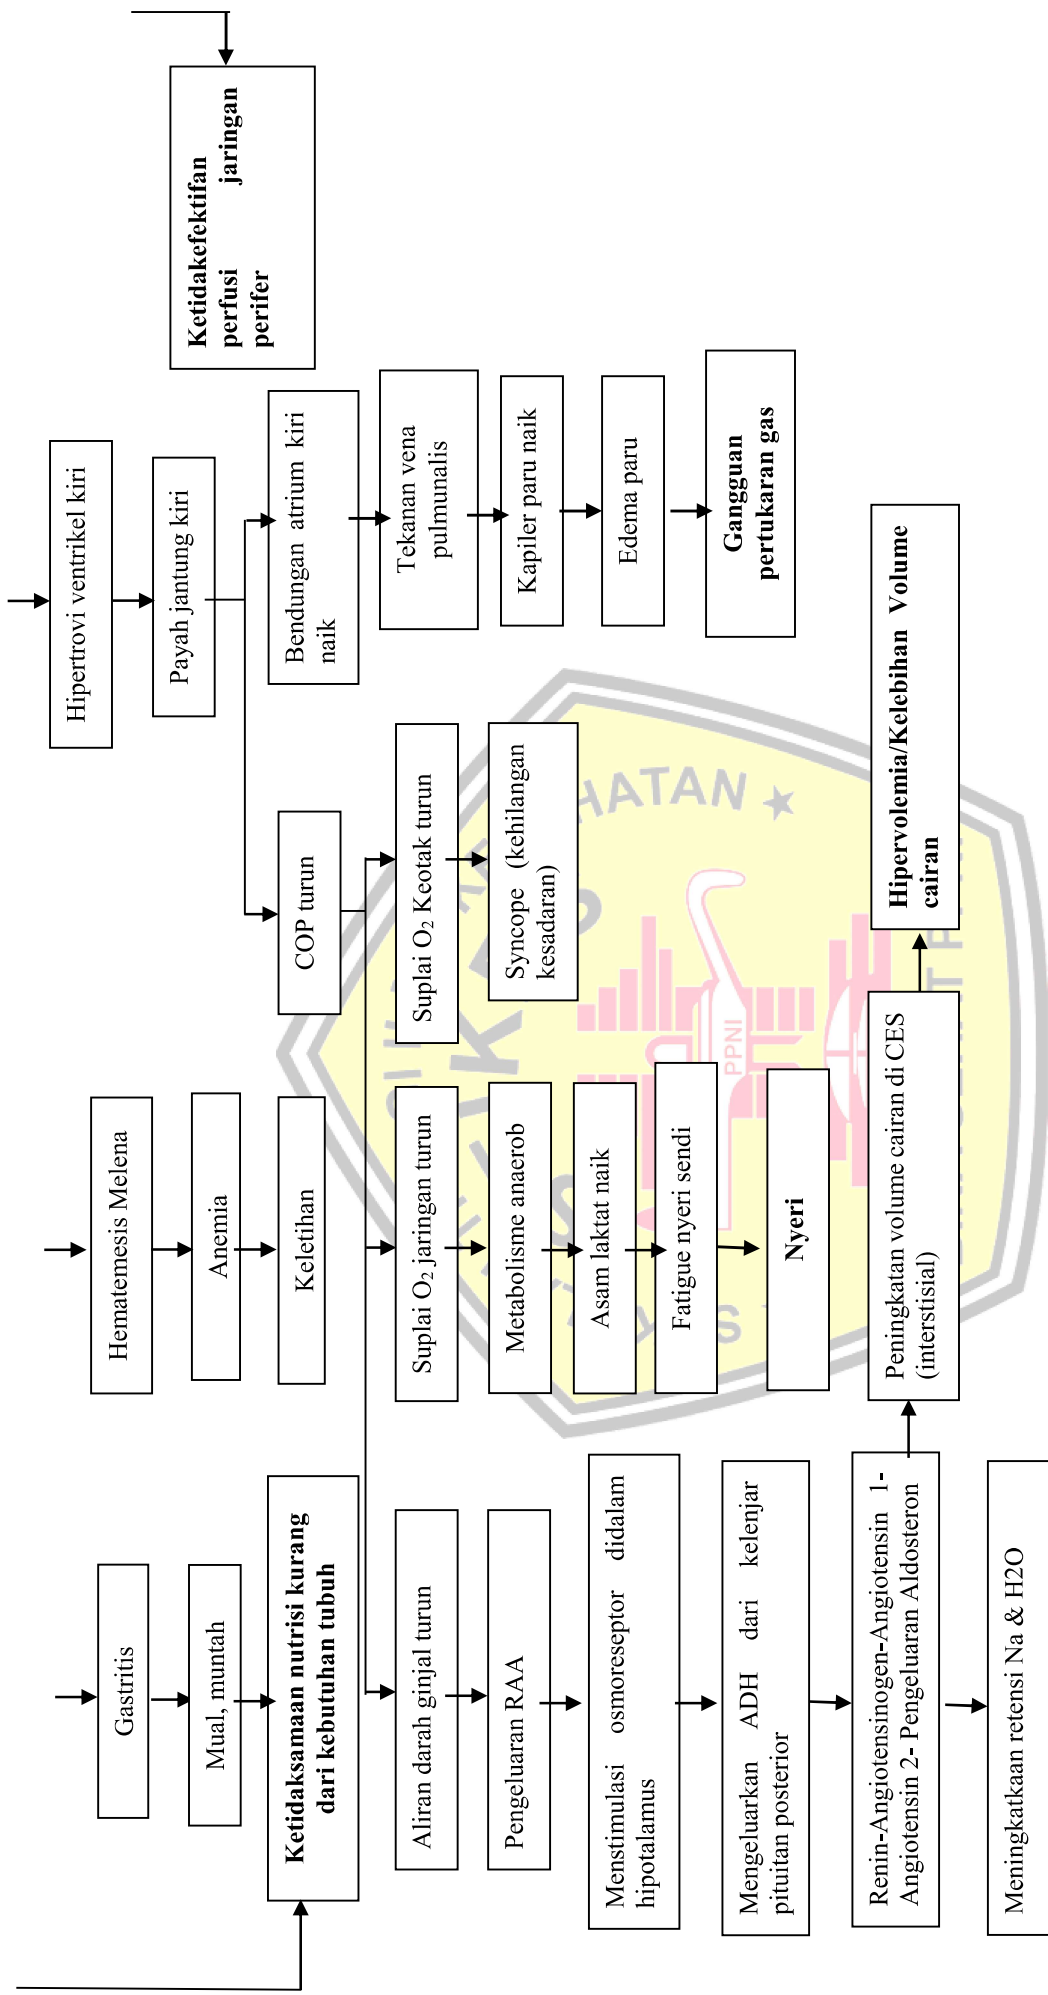 Gastritis
Mual, muntah
Ketidaksamaan nutrisi kurang
dari kebutuhan tubuh
Aliran darah ginjal turun
Pengeluaran RAA
Menstimulasi osmoreseptor didalam
hipotalamus
Mengeluarkan ADH dari kelenjar
pituitan posterior
Renin-Angiotensinogen-Angiotensin 1-
Angiotensin 2- Pengeluaran Aldosteron
Meningkatkaan retensi Na & H2O
Hematemesis Melena
Anemia
Keletihan
Suplai O₂ jaringan turun
Metabolisme anaerob
Asam laktat naik
Fatigue nyeri sendi
Nyeri
Peningkatan volume cairan di CES
(interstisial)
COP turun
Suplai O₂ Keotak turun
Syncope (kehilangan
kesadaran)
Hipervolemia/Kelebihan Volume
cairan
Hipertrovi ventrikel kiri
Payah jantung kiri
Bendungan atrium kiri
naik
Tekanan vena
pulmunalis
Kapiler paru naik
Edema paru
Gangguan
pertukaran gas
Ketidakefektifan
perfusi jaringan
perifer
HATAN
PPNI